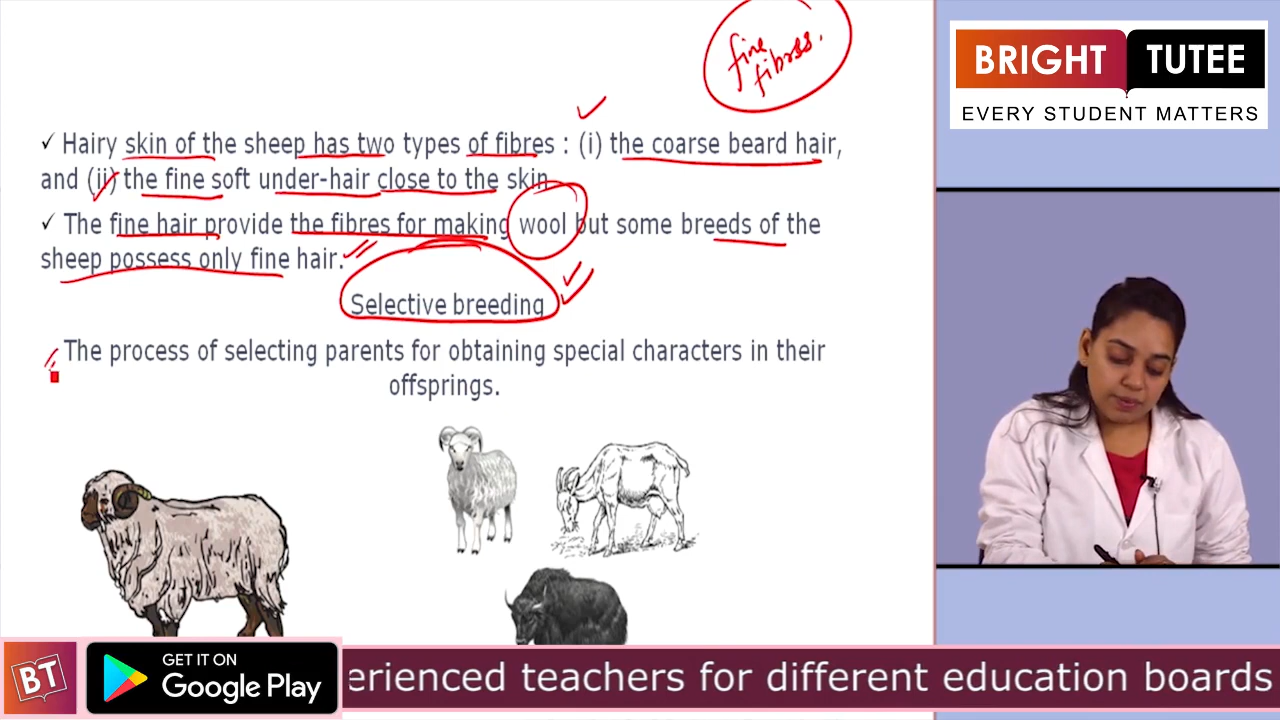 fine
fibres.
BRIGHT TUTEE
EVERY STUDENT MATTERS
✓ Hairy skin of the sheep has two types of fibres : (i) the coarse beard hair,
and (ii) the fine soft under-hair close to the skin
✓ The fine hair provide the fibres for making wool but some breeds of the
sheep possess only fine hair.
Selective breeding
The process of selecting parents for obtaining special characters in their
offsprings.
BT
GET IT ON
Google Play
erienced teachers for different education boards